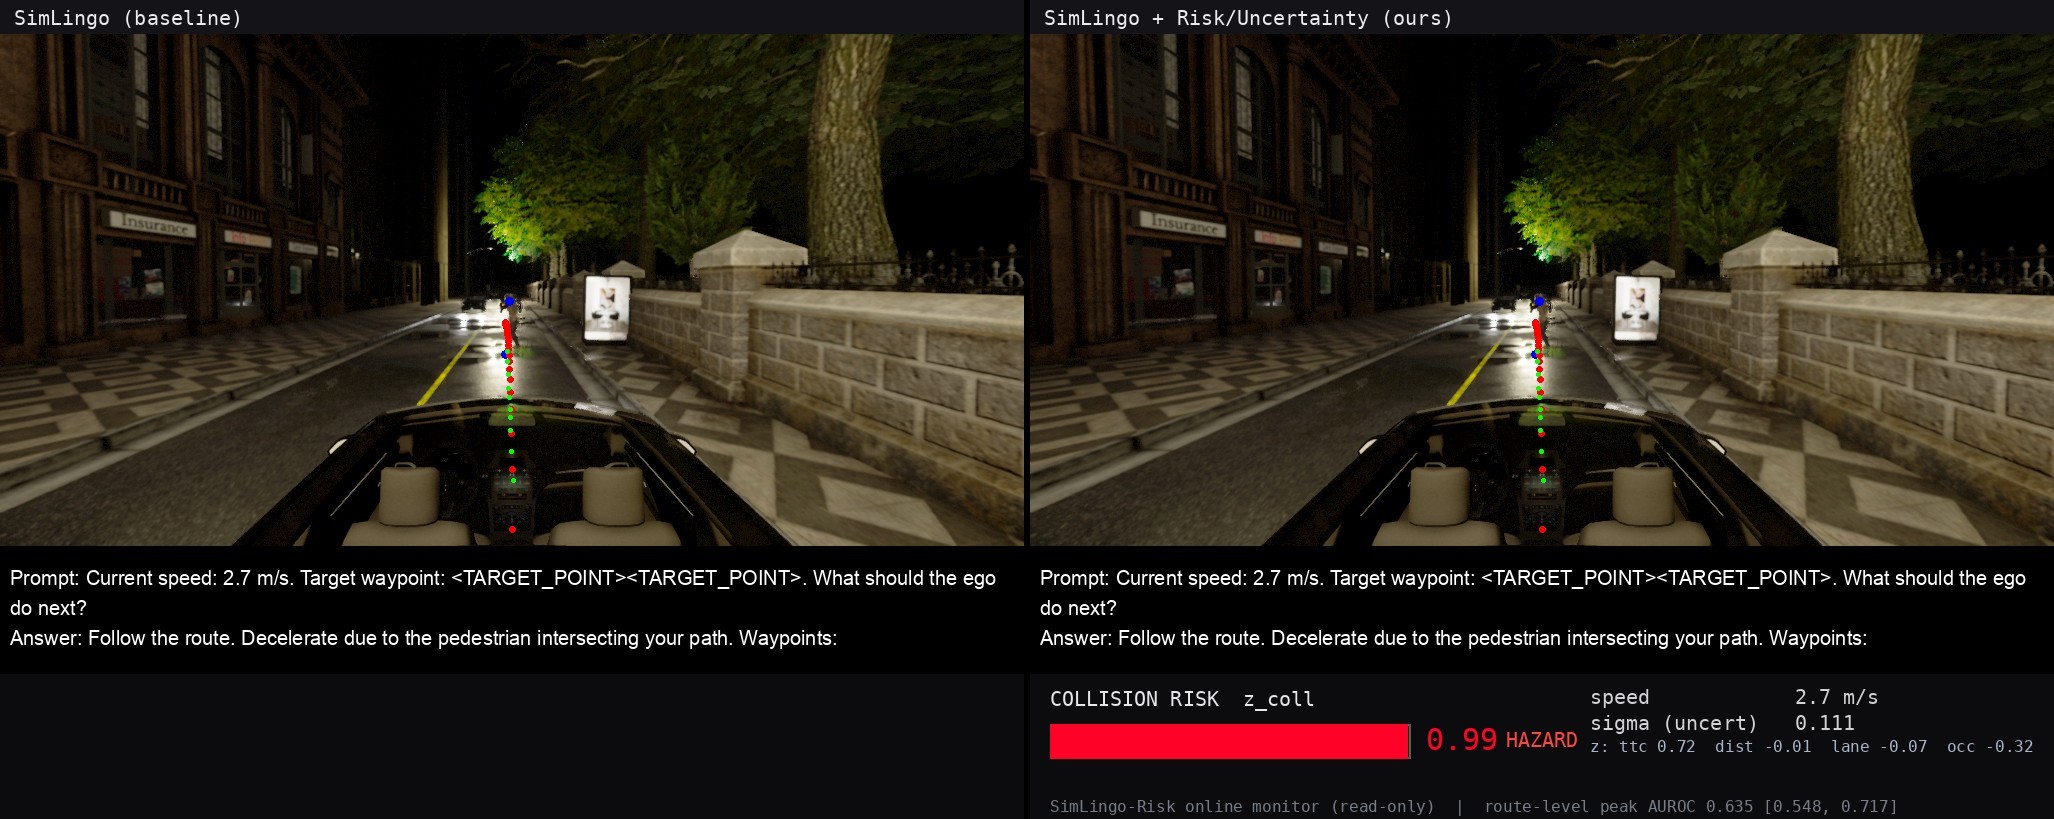 SimLingo (baseline)
Insurance
Prompt: Current speed: 2.7 m/s. Target waypoint: <TARGET_POINT><TARGET_POINT>. What should the ego
do next?
Answer: Follow the route. Decelerate due to the pedestrian intersecting your path. Waypoints:
SimLingo + Risk/Uncertainty (ours)
Insurance
Prompt: Current speed: 2.7 m/s. Target waypoint: <TARGET_POINT><TARGET_POINT>. What should the ego
do next?
Answer: Follow the route. Decelerate due to the pedestrian intersecting your path. Waypoints:
COLLISION RISK z_coll
0.99 HAZARD
speed 2.7 m/s
sigma (uncert) 0.111
z: ttc 0.72 dist -0.01 lane -0.07 occ -0.32
SimLingo-Risk online monitor (read-only) | route-level peak AUROC 0.635 [0.548, 0.717]